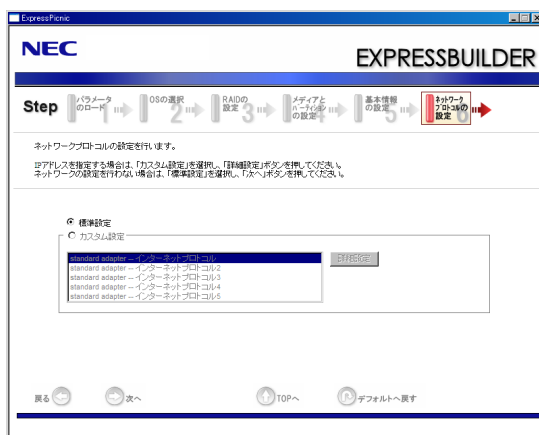 ExpressPicnic
NEC
EXPRESSBUILDER
Step
パラメータ
のロード
1
OSの選択
2
RAIDの
設定
3
メディアと
パーティション
の設定
4
基本情報
の設定
5
ネットワーク
プロトコルの
設定
6
ネットワークプロトコルの設定を行います。
IPアドレスを指定する場合は、「カスタム設定」を選択し、「詳細設定」ボタンを押してください。
ネットワークの設定を行わない場合は、「標準設定」を選択し、「次へ」ボタンを押してください。
標準設定
カスタム設定
standard adapter -- インターネットプロトコル
standard adapter -- インターネットプロトコル2
standard adapter -- インターネットプロトコル3
standard adapter -- インターネットプロトコル4
standard adapter -- インターネットプロトコル5
詳細設定
戻る
次へ
TOPへ
デフォルトへ戻す